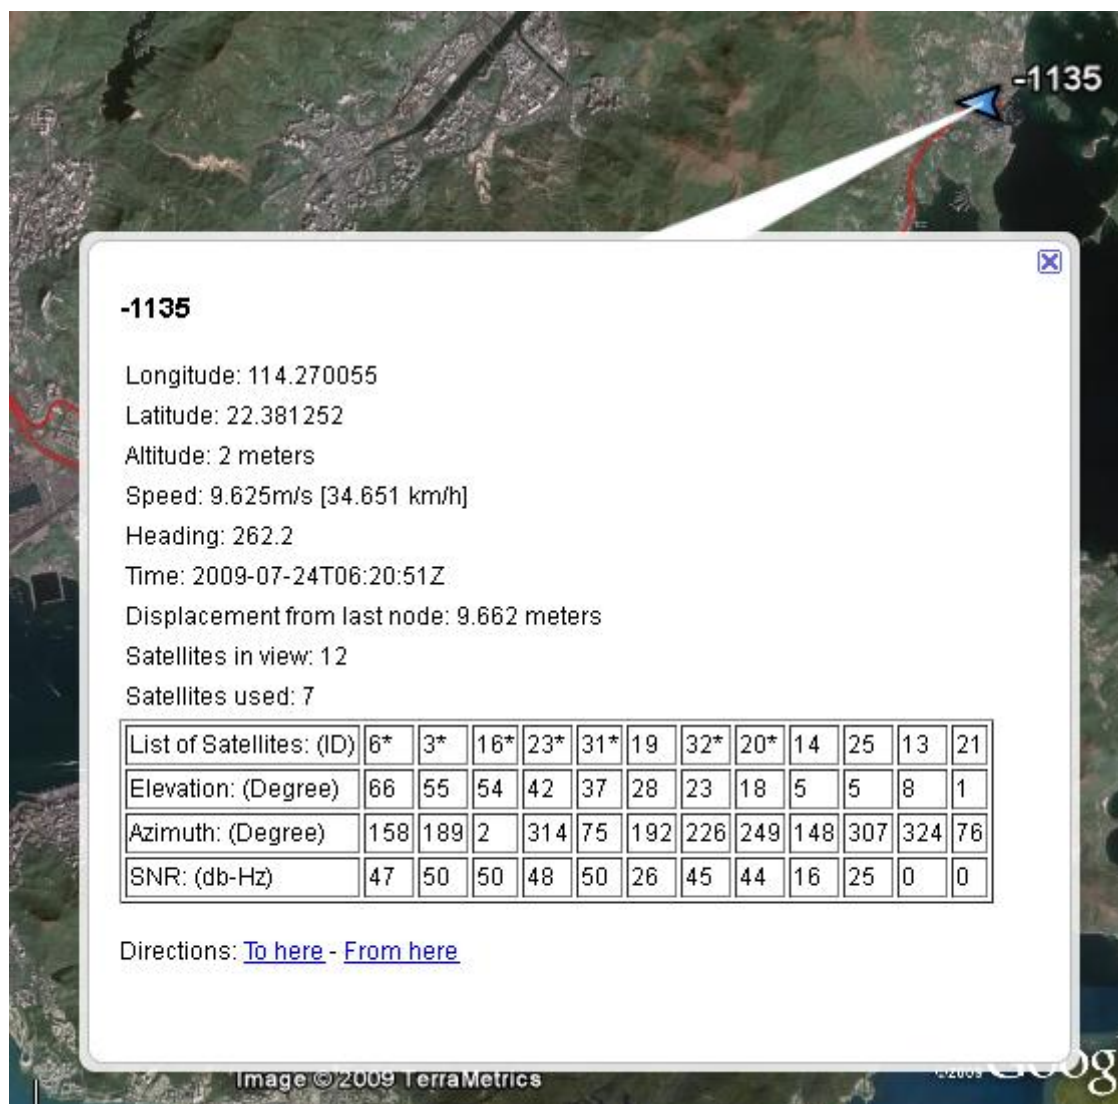 -1135
-1135
Longitude: 114.270055
Latitude: 22.381252
Altitude: 2 meters
Speed: 9.625m/s [34.651 km/h]
Heading: 262.2
Time: 2009-07-24T06:20:51Z
Displacement from last node: 9.662 meters
Satellites in view: 12
Satellites used: 7
List of Satellites: (ID) 6* 3* 16* 23* 31* 19 32* 20* 14 25 13 21
Elevation: (Degree) 66 55 54 42 37 28 23 18 5 5 8 1
Azimuth: (Degree) 158 189 2 314 75 192 226 249 148 307 324 76
SNR: (db-Hz) 47 50 50 48 50 26 45 44 16 25 0 0
Directions: To here - From here
Image © 2009 TerraMetrics